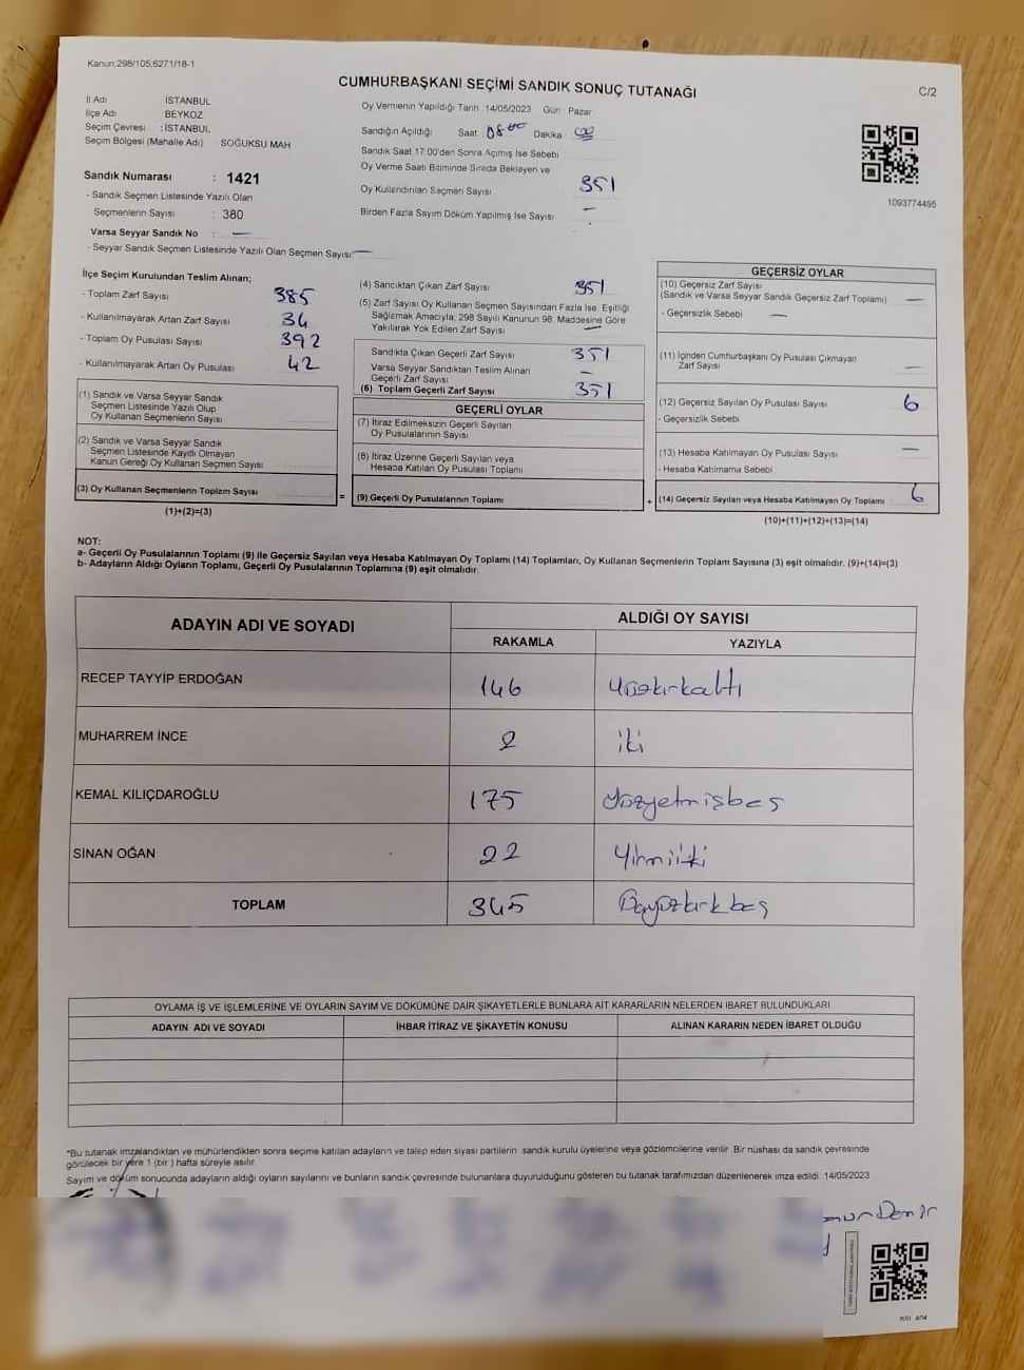 Kanun:298/105,6271/18-1
CUMHURBAŞKANI SEÇİMİ SANDIK SONUÇ TUTANAĞI
C/2
İl Adı İSTANBUL
İlçe Adı BEYKOZ
Seçim Çevresi : İSTANBUL
Seçim Bölgesi (Mahalle Adı) SOĞUKSU MAH
Sandık Numarası : 1421
- Sandık Seçmen Listesinde Yazılı Olan
Seçmenlerin Sayısı : 380
Varsa Seyyar Sandık No : —
- Seyyar Sandık Seçmen Listesinde Yazılı Olan Seçmen Sayısı: —
Oy Vermenin Yapıldığı Tarih : 14/05/2023 Gün : Pazar
Sandığın Açıldığı Saat 08:00 Dakika 00
Sandık Saat 17:00'den Sonra Açılmış İse Sebebi
Oy Verme Saati Bitiminde Sırada Bekleyen ve
Oy Kullandırılan Seçmen Sayısı 351
Birden Fazla Sayım Döküm Yapılmış İse Sayısı —
1093774495
İlçe Seçim Kurulundan Teslim Alınan;
- Toplam Zarf Sayısı 385
- Kullanılmayarak Artan Zarf Sayısı 34
- Toplam Oy Pusulası Sayısı 392
- Kullanılmayarak Artan Oy Pusulası 42
(1) Sandık ve Varsa Seyyar Sandık
Seçmen Listesinde Yazılı Olup
Oy Kullanan Seçmenlerin Sayısı
(2) Sandık ve Varsa Seyyar Sandık
Seçmen Listesinde Kayıtlı Olmayan
Kanun Gereği Oy Kullanan Seçmen Sayısı
(3) Oy Kullanan Seçmenlerin Toplam Sayısı
(1)+(2)=(3)
(4) Sandıktan Çıkan Zarf Sayısı 351
(5) Zarf Sayısı Oy Kullanan Seçmen Sayısından Fazla İse, Eşitliği
Sağlamak Amacıyla, 298 Sayılı Kanunun 98. Maddesine Göre
Yakılarak Yok Edilen Zarf Sayısı —
Sandıkta Çıkan Geçerli Zarf Sayısı 351
Varsa Seyyar Sandıktan Teslim Alınan
Geçerli Zarf Sayısı —
(6) Toplam Geçerli Zarf Sayısı 351
GEÇERLİ OYLAR
(7) İtiraz Edilmeksizin Geçerli Sayılan
Oy Pusulalarının Sayısı
(8) İtiraz Üzerine Geçerli Sayılan veya
Hesaba Katılan Oy Pusulası Toplamı
= (9) Geçerli Oy Pusulalarının Toplamı
GEÇERSİZ OYLAR
(10) Geçersiz Zarf Sayısı
(Sandık ve Varsa Seyyar Sandık Geçersiz Zarf Toplamı) —
- Geçersizlik Sebebi —
(11) İçinden Cumhurbaşkanı Oy Pusulası Çıkmayan
Zarf Sayısı —
(12) Geçersiz Sayılan Oy Pusulası Sayısı 6
- Geçersizlik Sebebi
(13) Hesaba Katılmayan Oy Pusulası Sayısı —
- Hesaba Katılmama Sebebi
+ (14) Geçersiz Sayılan veya Hesaba Katılmayan Oy Toplamı 6
(10)+(11)+(12)+(13)=(14)
NOT:
a- Geçerli Oy Pusulalarının Toplamı (9) ile Geçersiz Sayılan veya Hesaba Katılmayan Oy Toplamı (14) Toplamları, Oy Kullanan Seçmenlerin Toplam Sayısına (3) eşit olmalıdır. (9)+(14)=(3)
b- Adayların Aldığı Oyların Toplamı, Geçerli Oy Pusulalarının Toplamına (9) eşit olmalıdır.
ADAYIN ADI VE SOYADI
ALDIĞI OY SAYISI
RAKAMLA YAZIYLA
RECEP TAYYİP ERDOĞAN 146 Yüzkırkaltı
MUHARREM İNCE 2 iki
KEMAL KILIÇDAROĞLU 175 Yüzyetmişbeş
SİNAN OĞAN 22 Yirmiiki
TOPLAM 345 Üçyüzkırkbeş
OYLAMA İŞ VE İŞLEMLERİNE VE OYLARIN SAYIM VE DÖKÜMÜNE DAİR ŞİKAYETLERLE BUNLARA AİT KARARLARIN NELERDEN İBARET BULUNDUKLARI
ADAYIN ADI VE SOYADI İHBAR İTİRAZ VE ŞİKAYETİN KONUSU ALINAN KARARIN NEDEN İBARET OLDUĞU
*Bu tutanak imzalandıktan ve mühürlendikten sonra seçime katılan adayların ve talep eden siyasi partilerin sandık kurulu üyelerine veya gözlemcilerine verilir. Bir nüshası da sandık çevresinde
görülecek bir yere 1 (bir) hafta süreyle asılır.
Sayım ve döküm sonucunda adayların aldığı oyların sayılarını ve bunların sandık çevresinde bulunanlara duyurulduğunu gösteren bu tutanak tarafımızdan düzenlenerek imza edildi. 14/05/2023
Demir